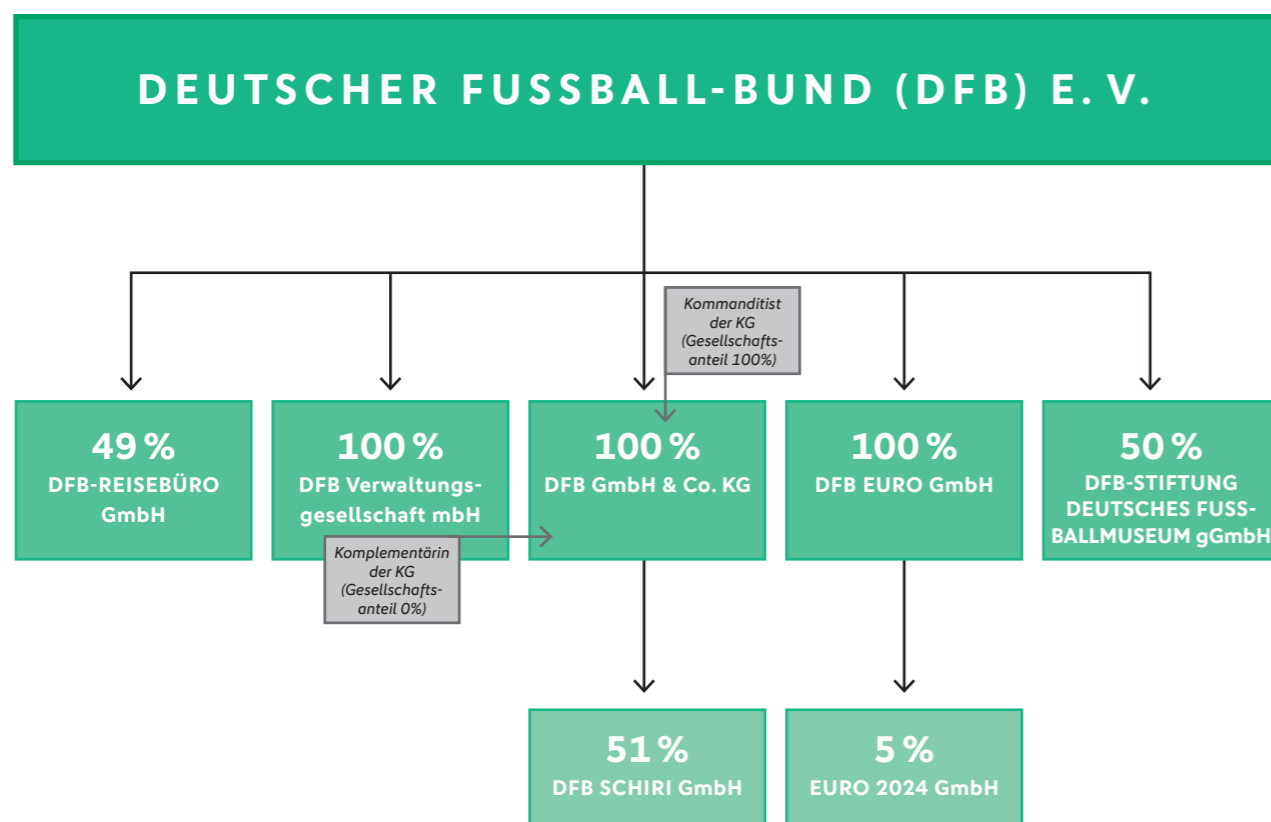 DEUTSCHER FUSSBALL-BUND (DFB) E. V.
Kommanditist
der KG
(Gesellschafts-
anteil 100%)
49 %
DFB-REISEBÜRO
GmbH
100 %
DFB Verwaltungs-
gesellschaft mbH
Komplementärin
der KG
(Gesellschafts-
anteil 0%)
100 %
DFB GmbH & Co. KG
100 %
DFB EURO GmbH
50 %
DFB-STIFTUNG
DEUTSCHES FUSS-
BALLMUSEUM gGmbH
51 %
DFB SCHIRI GmbH
5 %
EURO 2024 GmbH